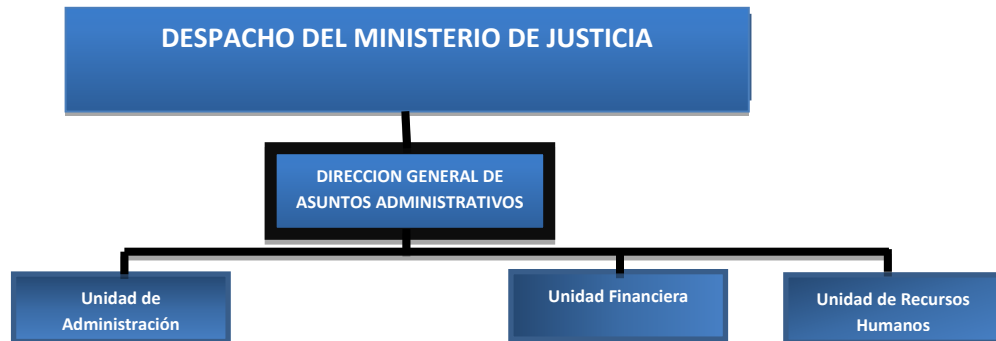 DESPACHO DEL MINISTERIO DE JUSTICIA
DIRECCION GENERAL DE
ASUNTOS ADMINISTRATIVOS
Unidad de
Administración
Unidad Financiera
Unidad de Recursos
Humanos